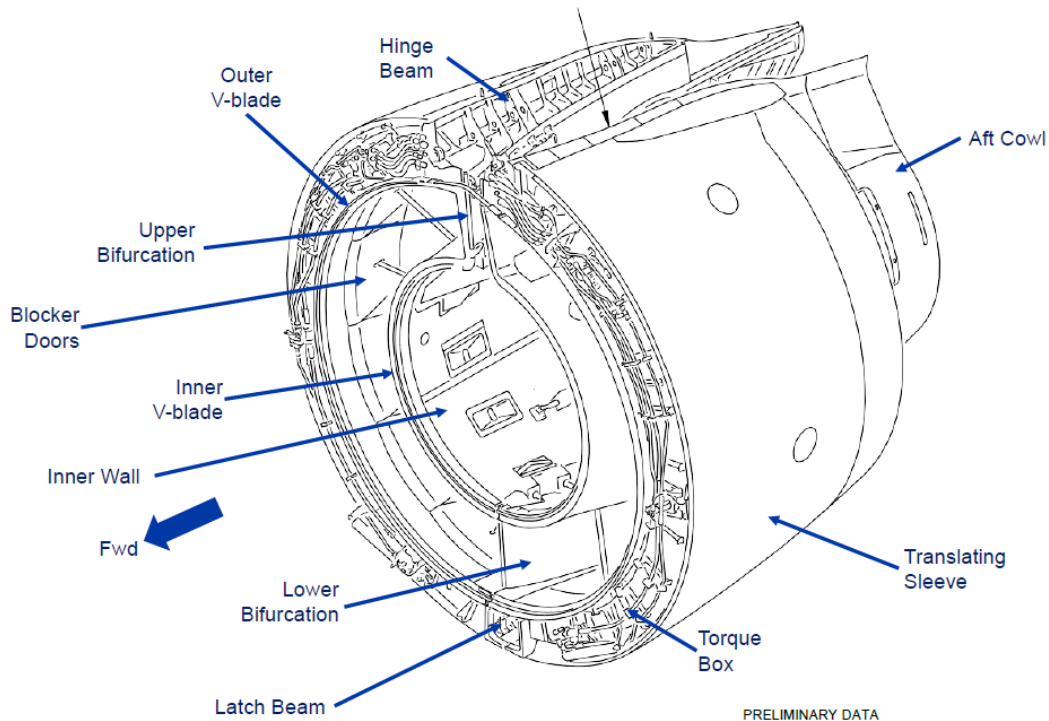 Hinge
Beam
Outer
V-blade
Aft Cowl
Upper
Bifurcation
Blocker
Doors
Inner
V-blade
Inner Wall
Fwd
Translating
Sleeve
Lower
Bifurcation
Torque
Box
Latch Beam
PRELIMINARY DATA